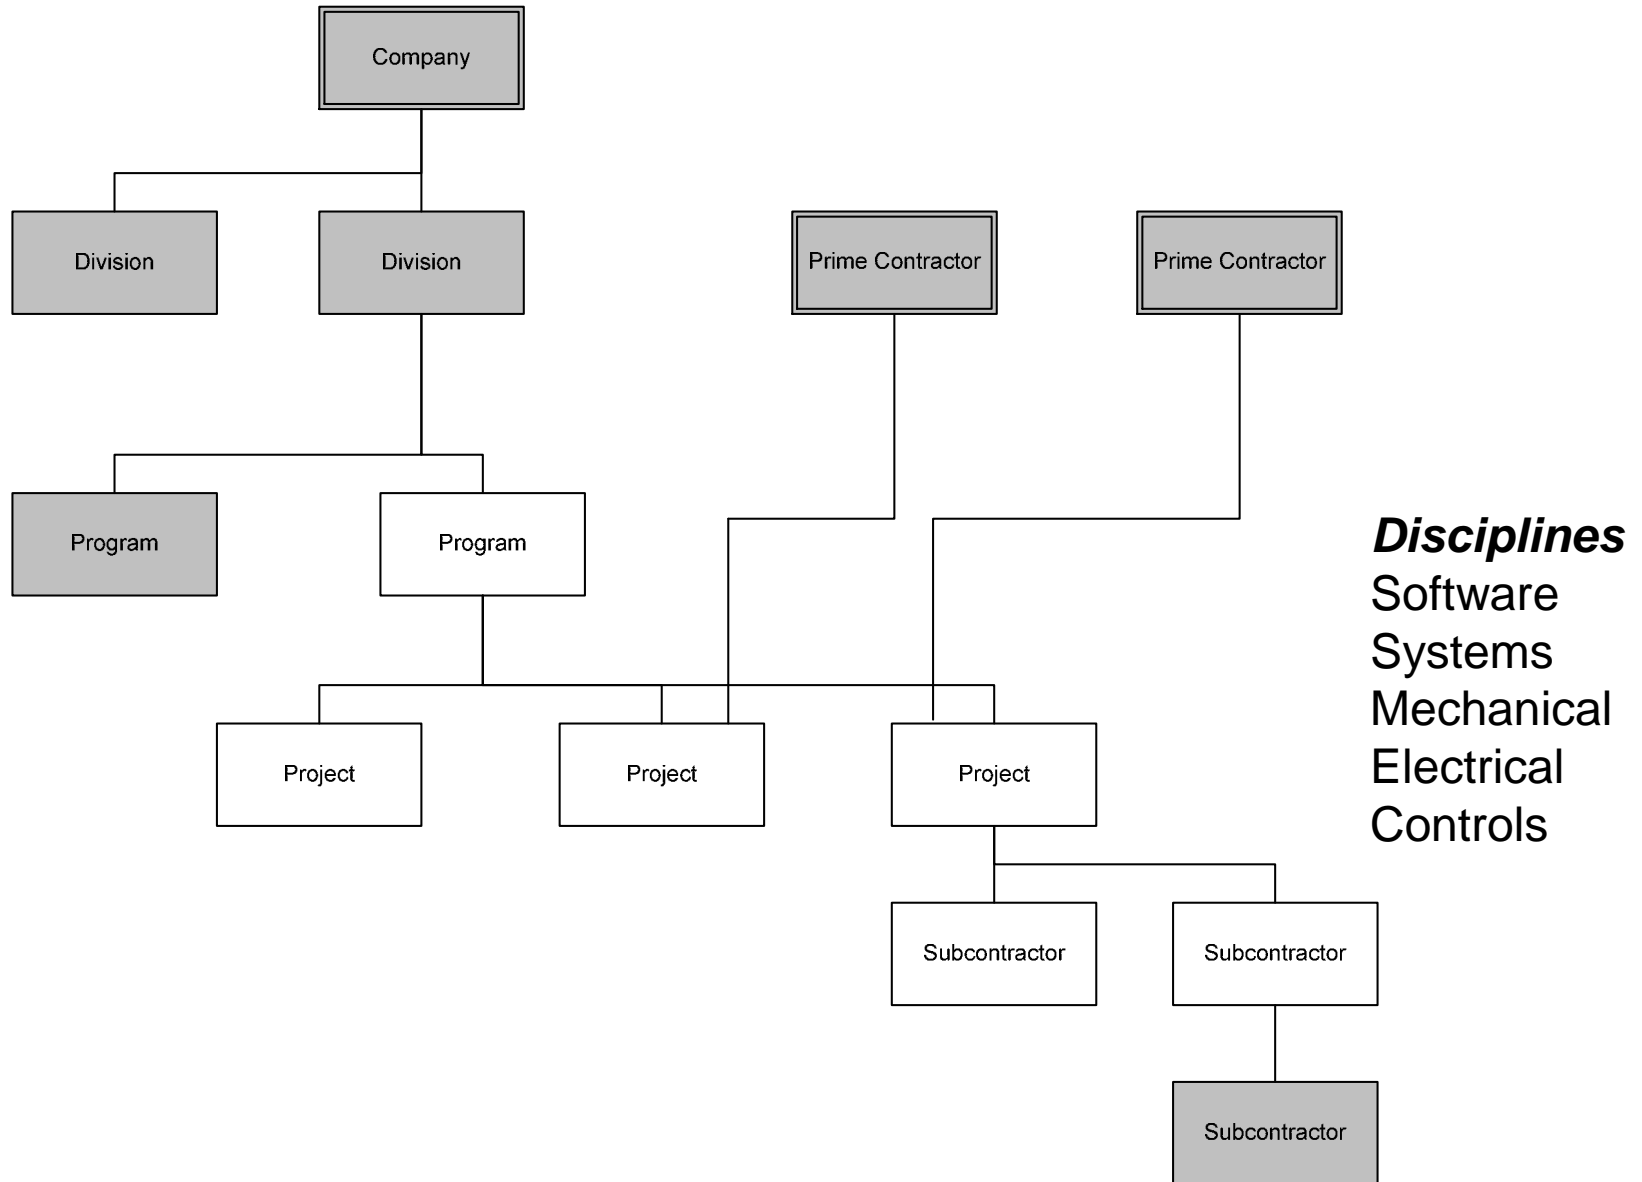 Company
Division
Division
Prime Contractor
Prime Contractor
Program
Program
Disciplines
Software
Systems
Mechanical
Electrical
Controls
Project
Project
Project
Subcontractor
Subcontractor
Subcontractor